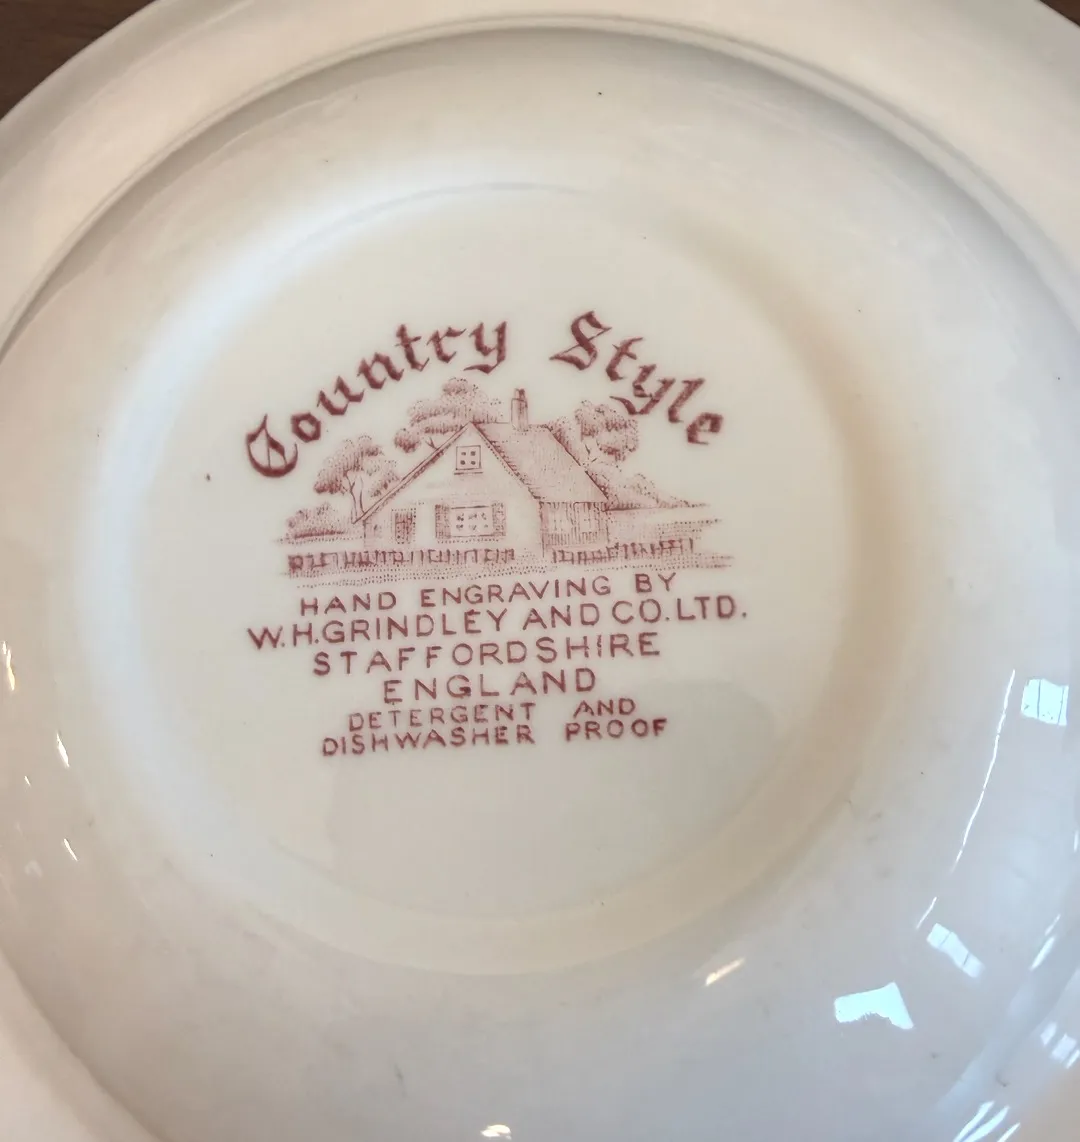 Country Style
HAND ENGRAVING BY
W.H.GRINDLEY AND CO.LTD.
STAFFORDSHIRE
ENGLAND
DETERGENT AND
DISHWASHER PROOF